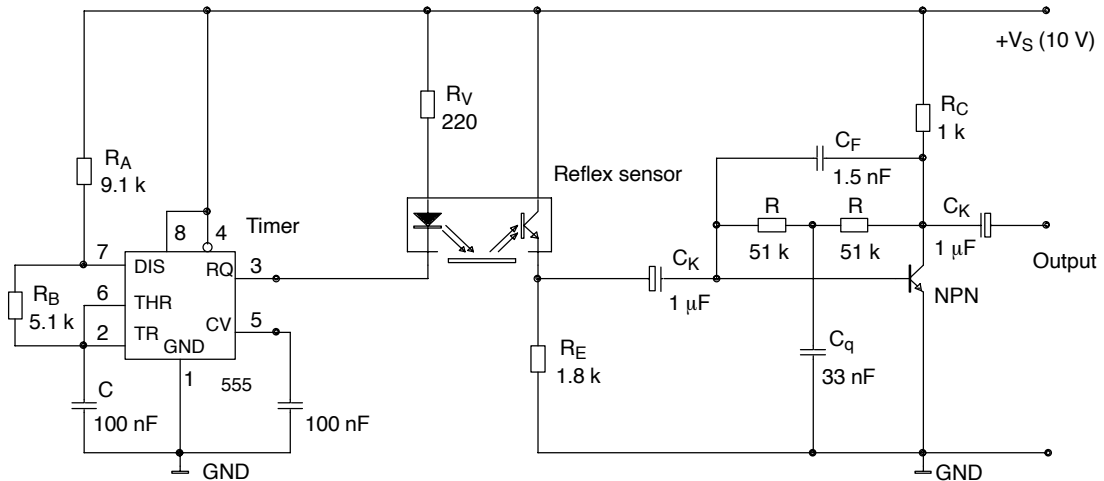 +VS (10 V)
RV
220
RC
1 k
CF
1.5 nF
RA
9.1 k
Reflex sensor
8
4
Timer
R
51 k
R
51 k
CK
1 μF
Output
7
DIS
RQ
3
RB
5.1 k
6
THR
CV
5
2
TR
GND
1
555
CK
1 μF
NPN
RE
1.8 k
Cq
33 nF
C
100 nF
100 nF
GND
GND